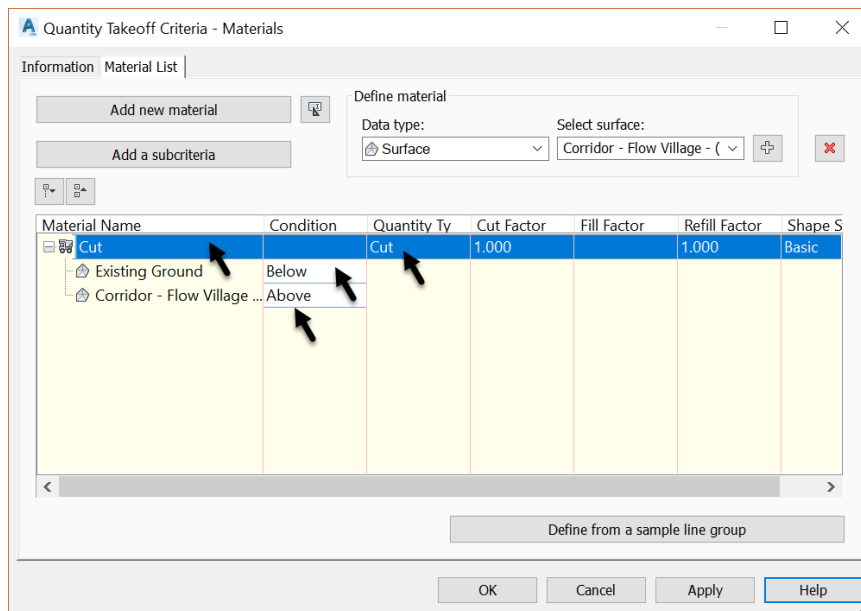 Quantity Takeoff Criteria - Materials
Information Material List
Define material
Add new material
Data type: Select surface:
Surface Corridor - Flow Village - (
Add a subcriteria
Material Name Condition Quantity Ty Cut Factor Fill Factor Refill Factor Shape S
Cut Cut 1.000 1.000 Basic
Existing Ground Below
Corridor - Flow Village ... Above
Define from a sample line group
OK Cancel Apply Help